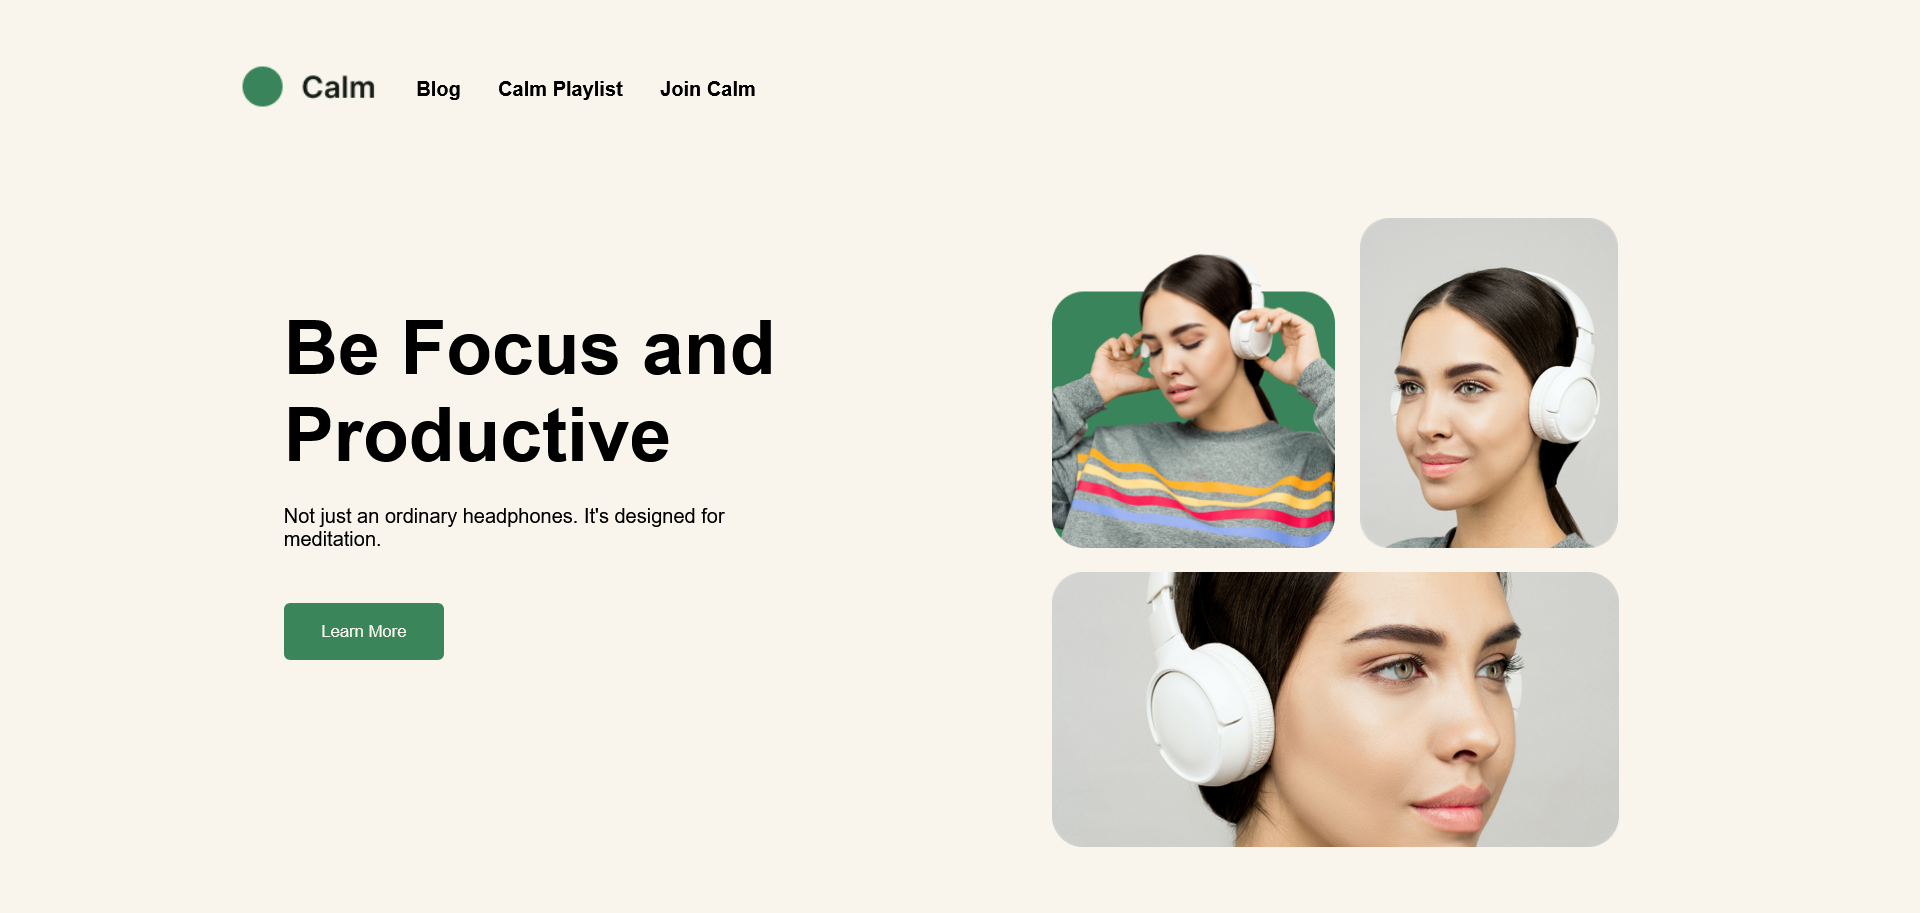 Calm Blog Calm Playlist Join Calm
Be Focus and
Productive
Not just an ordinary headphones. It's designed for
meditation.
Learn More